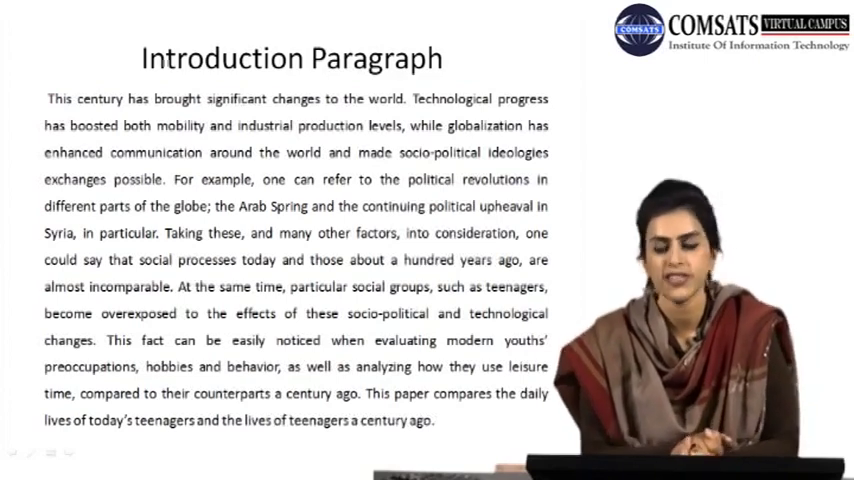 COMSATS VIRTUAL CAMPUS
COMSATS
Institute Of Information Technology
Introduction Paragraph
This century has brought significant changes to the world. Technological progress
has boosted both mobility and industrial production levels, while globalization has
enhanced communication around the world and made socio-political ideologies
exchanges possible. For example, one can refer to the political revolutions in
different parts of the globe; the Arab Spring and the continuing political upheaval in
Syria, in particular. Taking these, and many other factors, into consideration, one
could say that social processes today and those about a hundred years ago, are
almost incomparable. At the same time, particular social groups, such as teenagers,
become overexposed to the effects of these socio-political and technological
changes. This fact can be easily noticed when evaluating modern youths'
preoccupations, hobbies and behavior, as well as analyzing how they use leisure
time, compared to their counterparts a century ago. This paper compares the daily
lives of today's teenagers and the lives of teenagers a century ago.